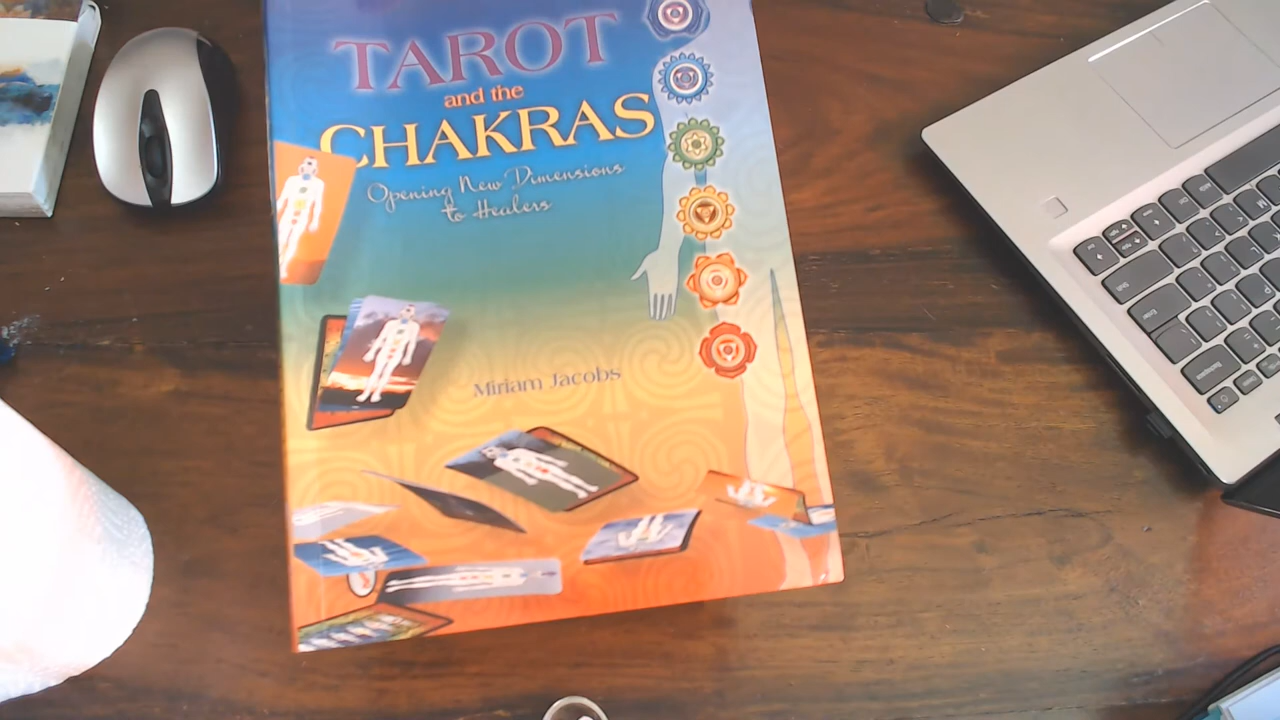 TAROT
and the
CHAKRAS
Opening New Dimensions
to Healers
Miriam Jacobs